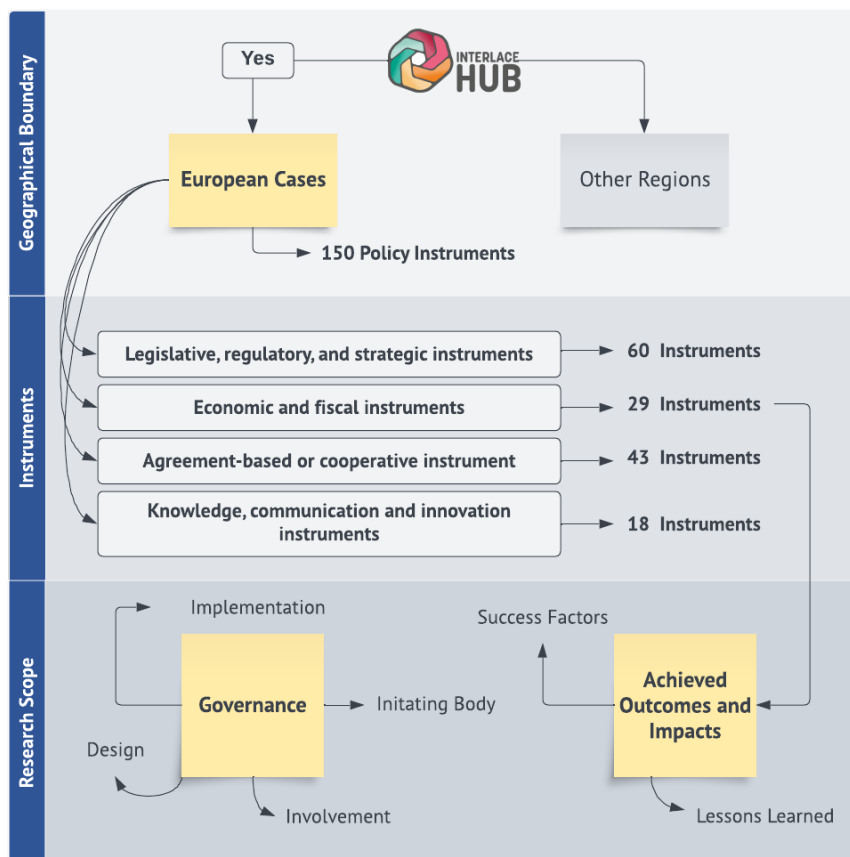 Geographical Boundary
Yes
INTERLACE
HUB
European Cases
Other Regions
150 Policy Instruments
Instruments
Legislative, regulatory, and strategic instruments
60 Instruments
Economic and fiscal instruments
29 Instruments
Agreement-based or cooperative instrument
43 Instruments
Knowledge, communication and innovation
instruments
18 Instruments
Research Scope
Implementation
Governance
Initating Body
Design
Involvement
Success Factors
Achieved
Outcomes and
Impacts
Lessons Learned